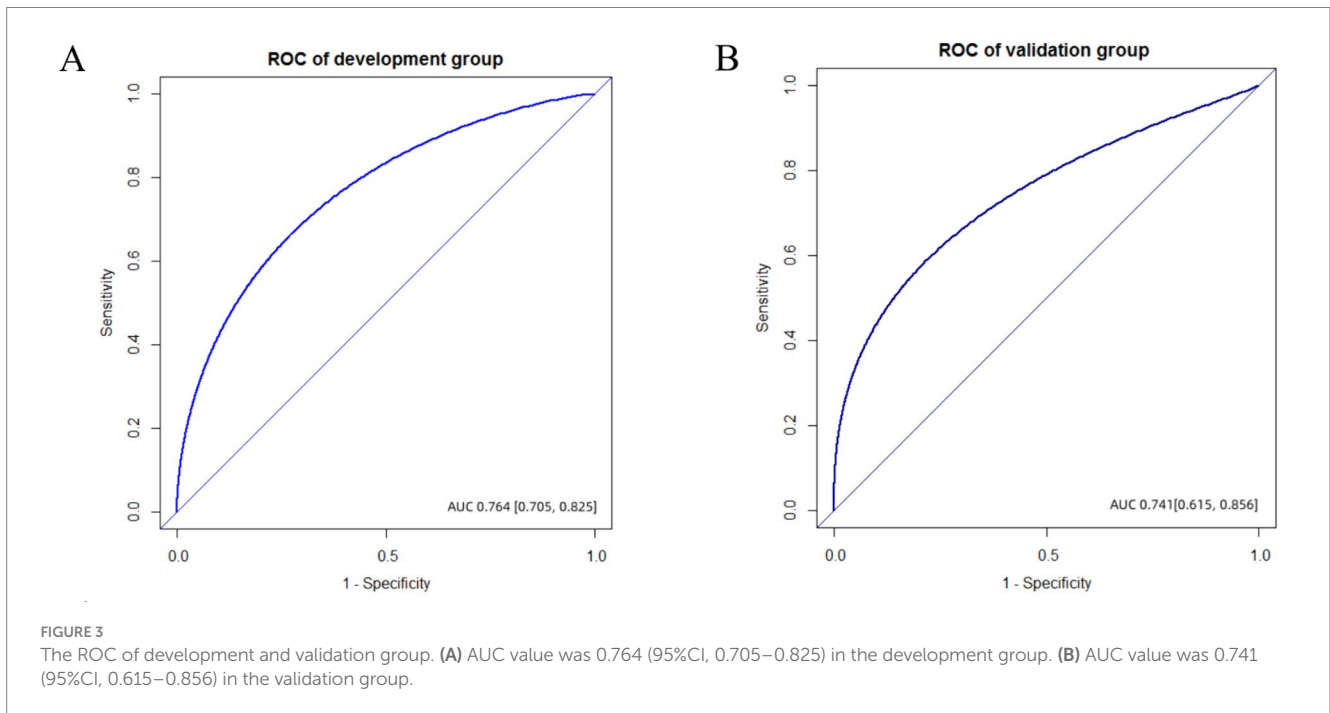 A
ROC of development group
Sensitivity
0.0
0.2
0.4
0.6
0.8
1.0
AUC 0.764 [0.705, 0.825]
0.0 0.5 1.0
1 - Specificity
B
ROC of validation group
Sensitivity
0.0
0.2
0.4
0.6
0.8
1.0
AUC 0.741[0.615, 0.856]
0.0 0.5 1.0
1 - Specificity
FIGURE 3
The ROC of development and validation group. (A) AUC value was 0.764 (95%CI, 0.705–0.825) in the development group. (B) AUC value was 0.741
(95%CI, 0.615–0.856) in the validation group.